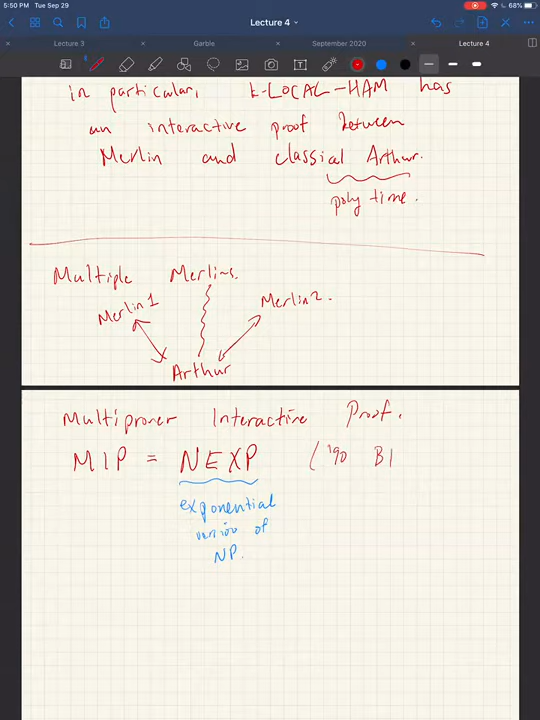 5:50 PM Tue Sep 29
68%
Lecture 4
Lecture 3
Garble
September 2020
Lecture 4
in particular, k-LOCAL-HAM has
an interactive proof between
Merlin and classial Arthur.
poly time.
Multiple Merlins.
Merlin 1
Merlin 2.
Arthur
Multiprover Interactive Proof.
MIP = NEXP ('90 B
exponential
version of
NP.